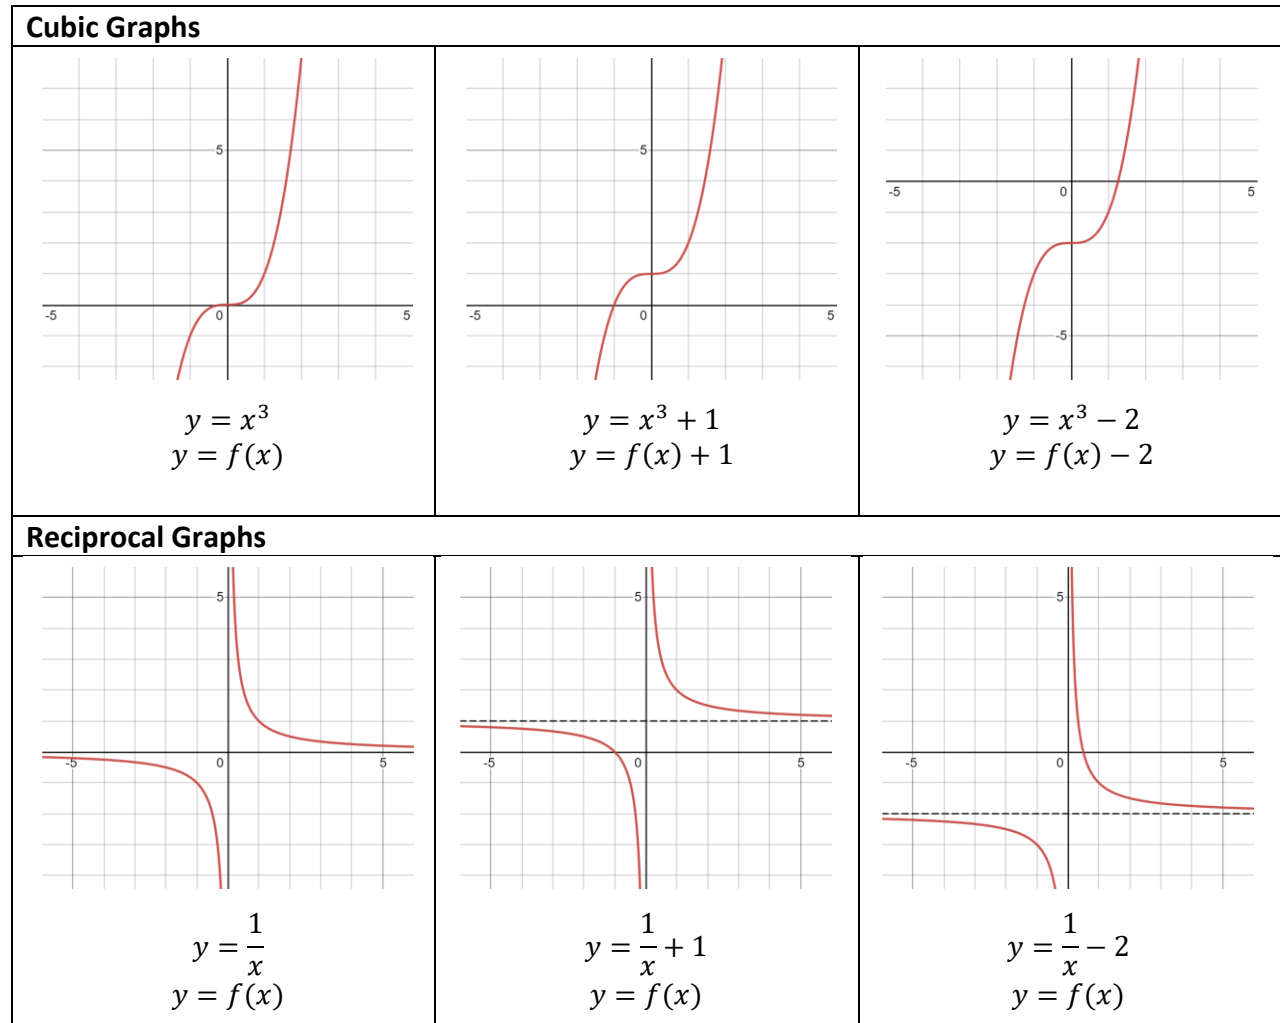 Cubic Graphs
5
-5 0 5
5
-5 0 5
-5 0 5
-5
y = x³
y = f(x)
y = x³ + 1
y = f(x) + 1
y = x³ − 2
y = f(x) − 2
Reciprocal Graphs
5
-5 0 5
5
-5 0 5
5
-5 0 5
y = 1/x
y = f(x)
y = 1/x + 1
y = f(x)
y = 1/x − 2
y = f(x)